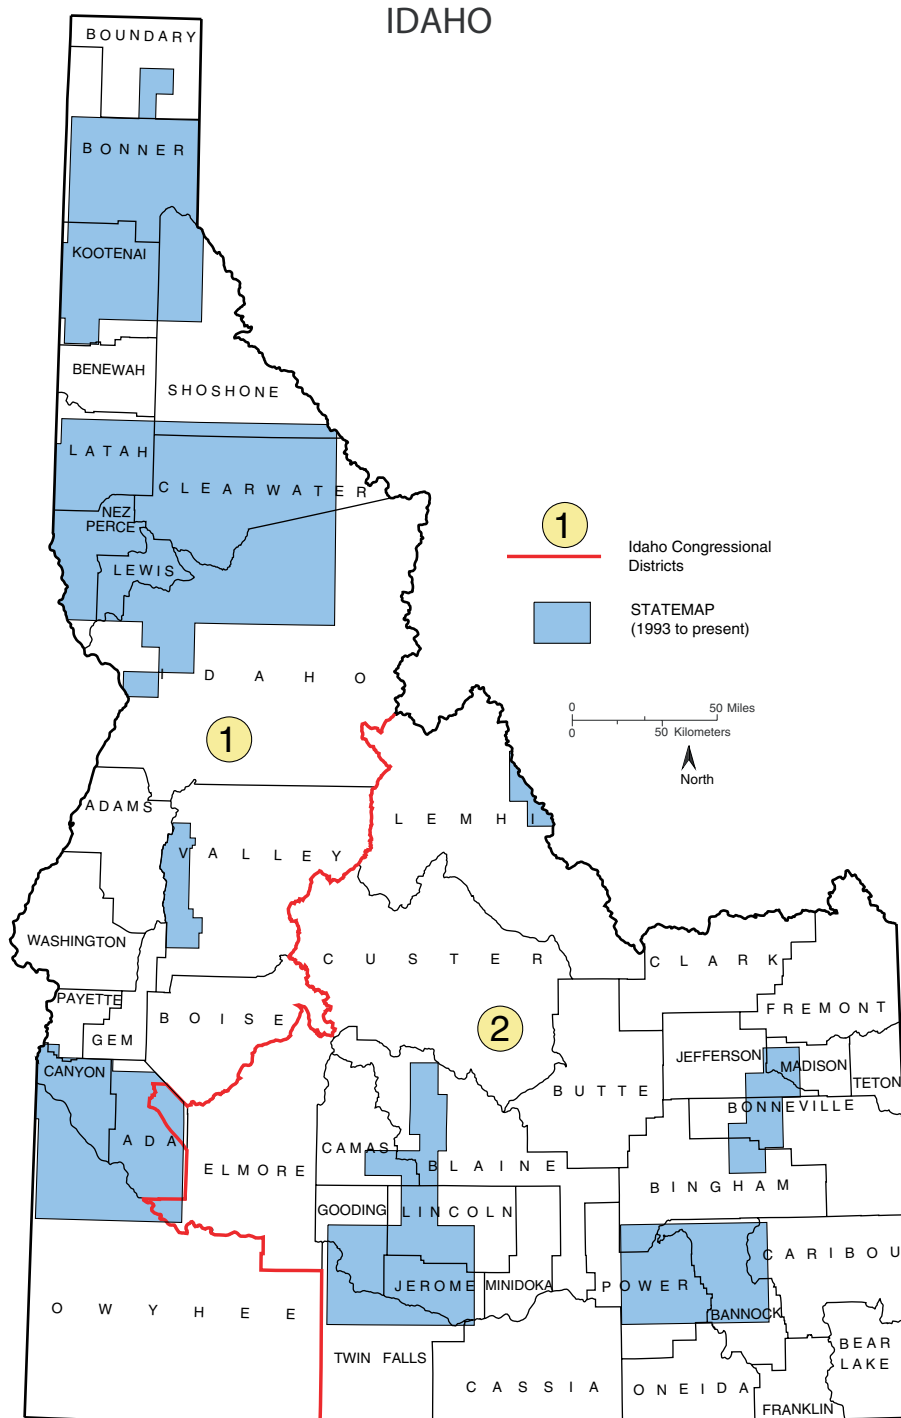 IDAHO
BOUNDARY
BONNER
KOOTENAI
BENEWAH
SHOSHONE
LATAH
CLEARWATER
NEZ
PERCE
LEWIS
1
Idaho Congressional
Districts
STATEMAP
(1993 to present)
IDAHO
0 50 Miles
0 50 Kilometers
North
1
ADAMS
LEMHI
VALLEY
WASHINGTON
CUSTER
CLARK
PAYETTE
FREMONT
BOISE
2
GEM
JEFFERSON
MADISON
CANYON
TETON
BUTTE
BONNEVILLE
ADA
CAMAS
ELMORE
BLAINE
BINGHAM
GOODING
LINCOLN
CARIBOU
JEROME
MINIDOKA
POWER
OWYHEE
BANNOCK
TWIN FALLS
BEAR
LAKE
CASSIA
ONEIDA
FRANKLIN